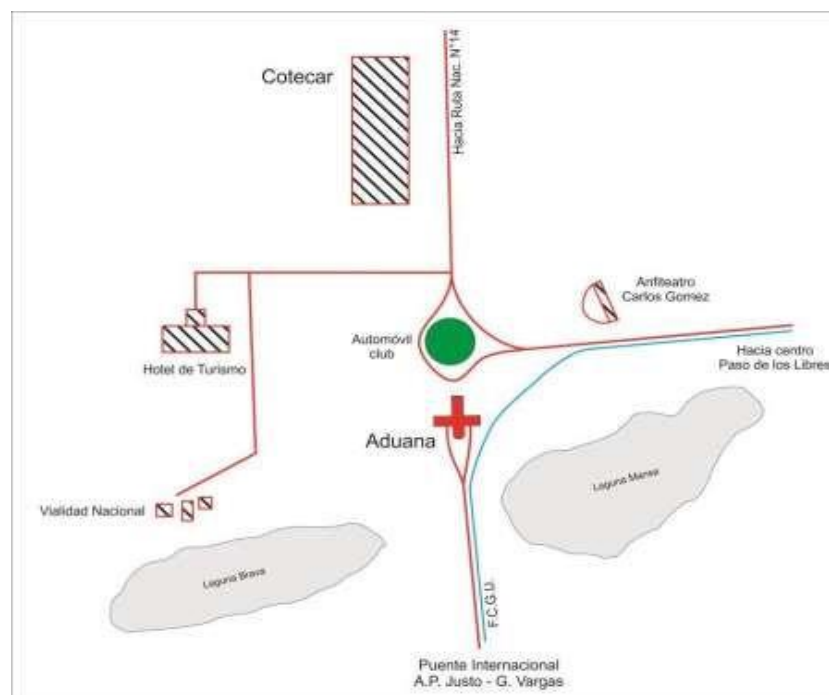 Cotecar
Hacia Ruta Nac. N°14
Anfiteatro
Carlos Gomez
Automóvil
club
Hacia centro
Paso de los Libres
Hotel de Turismo
Aduana
Laguna Mansa
Vialidad Nacional
Laguna Brava
F.C.G.U.
Puente Internacional
A.P. Justo - G. Vargas